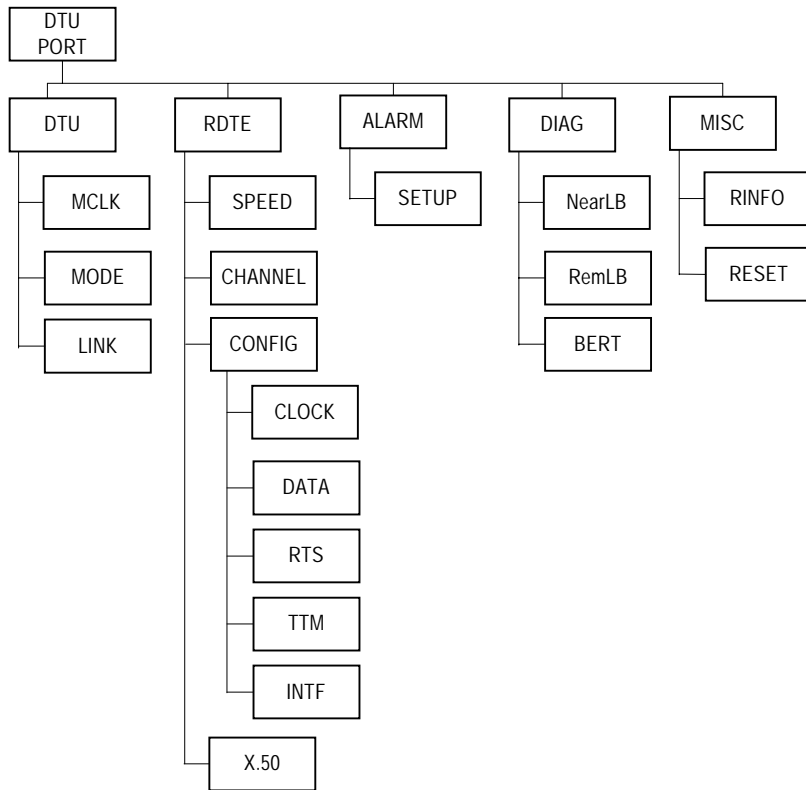 DTU
PORT
DTU
RDTE
ALARM
DIAG
MISC
MCLK
SPEED
SETUP
NearLB
RINFO
MODE
CHANNEL
RemLB
RESET
LINK
CONFIG
BERT
CLOCK
DATA
RTS
TTM
INTF
X.50